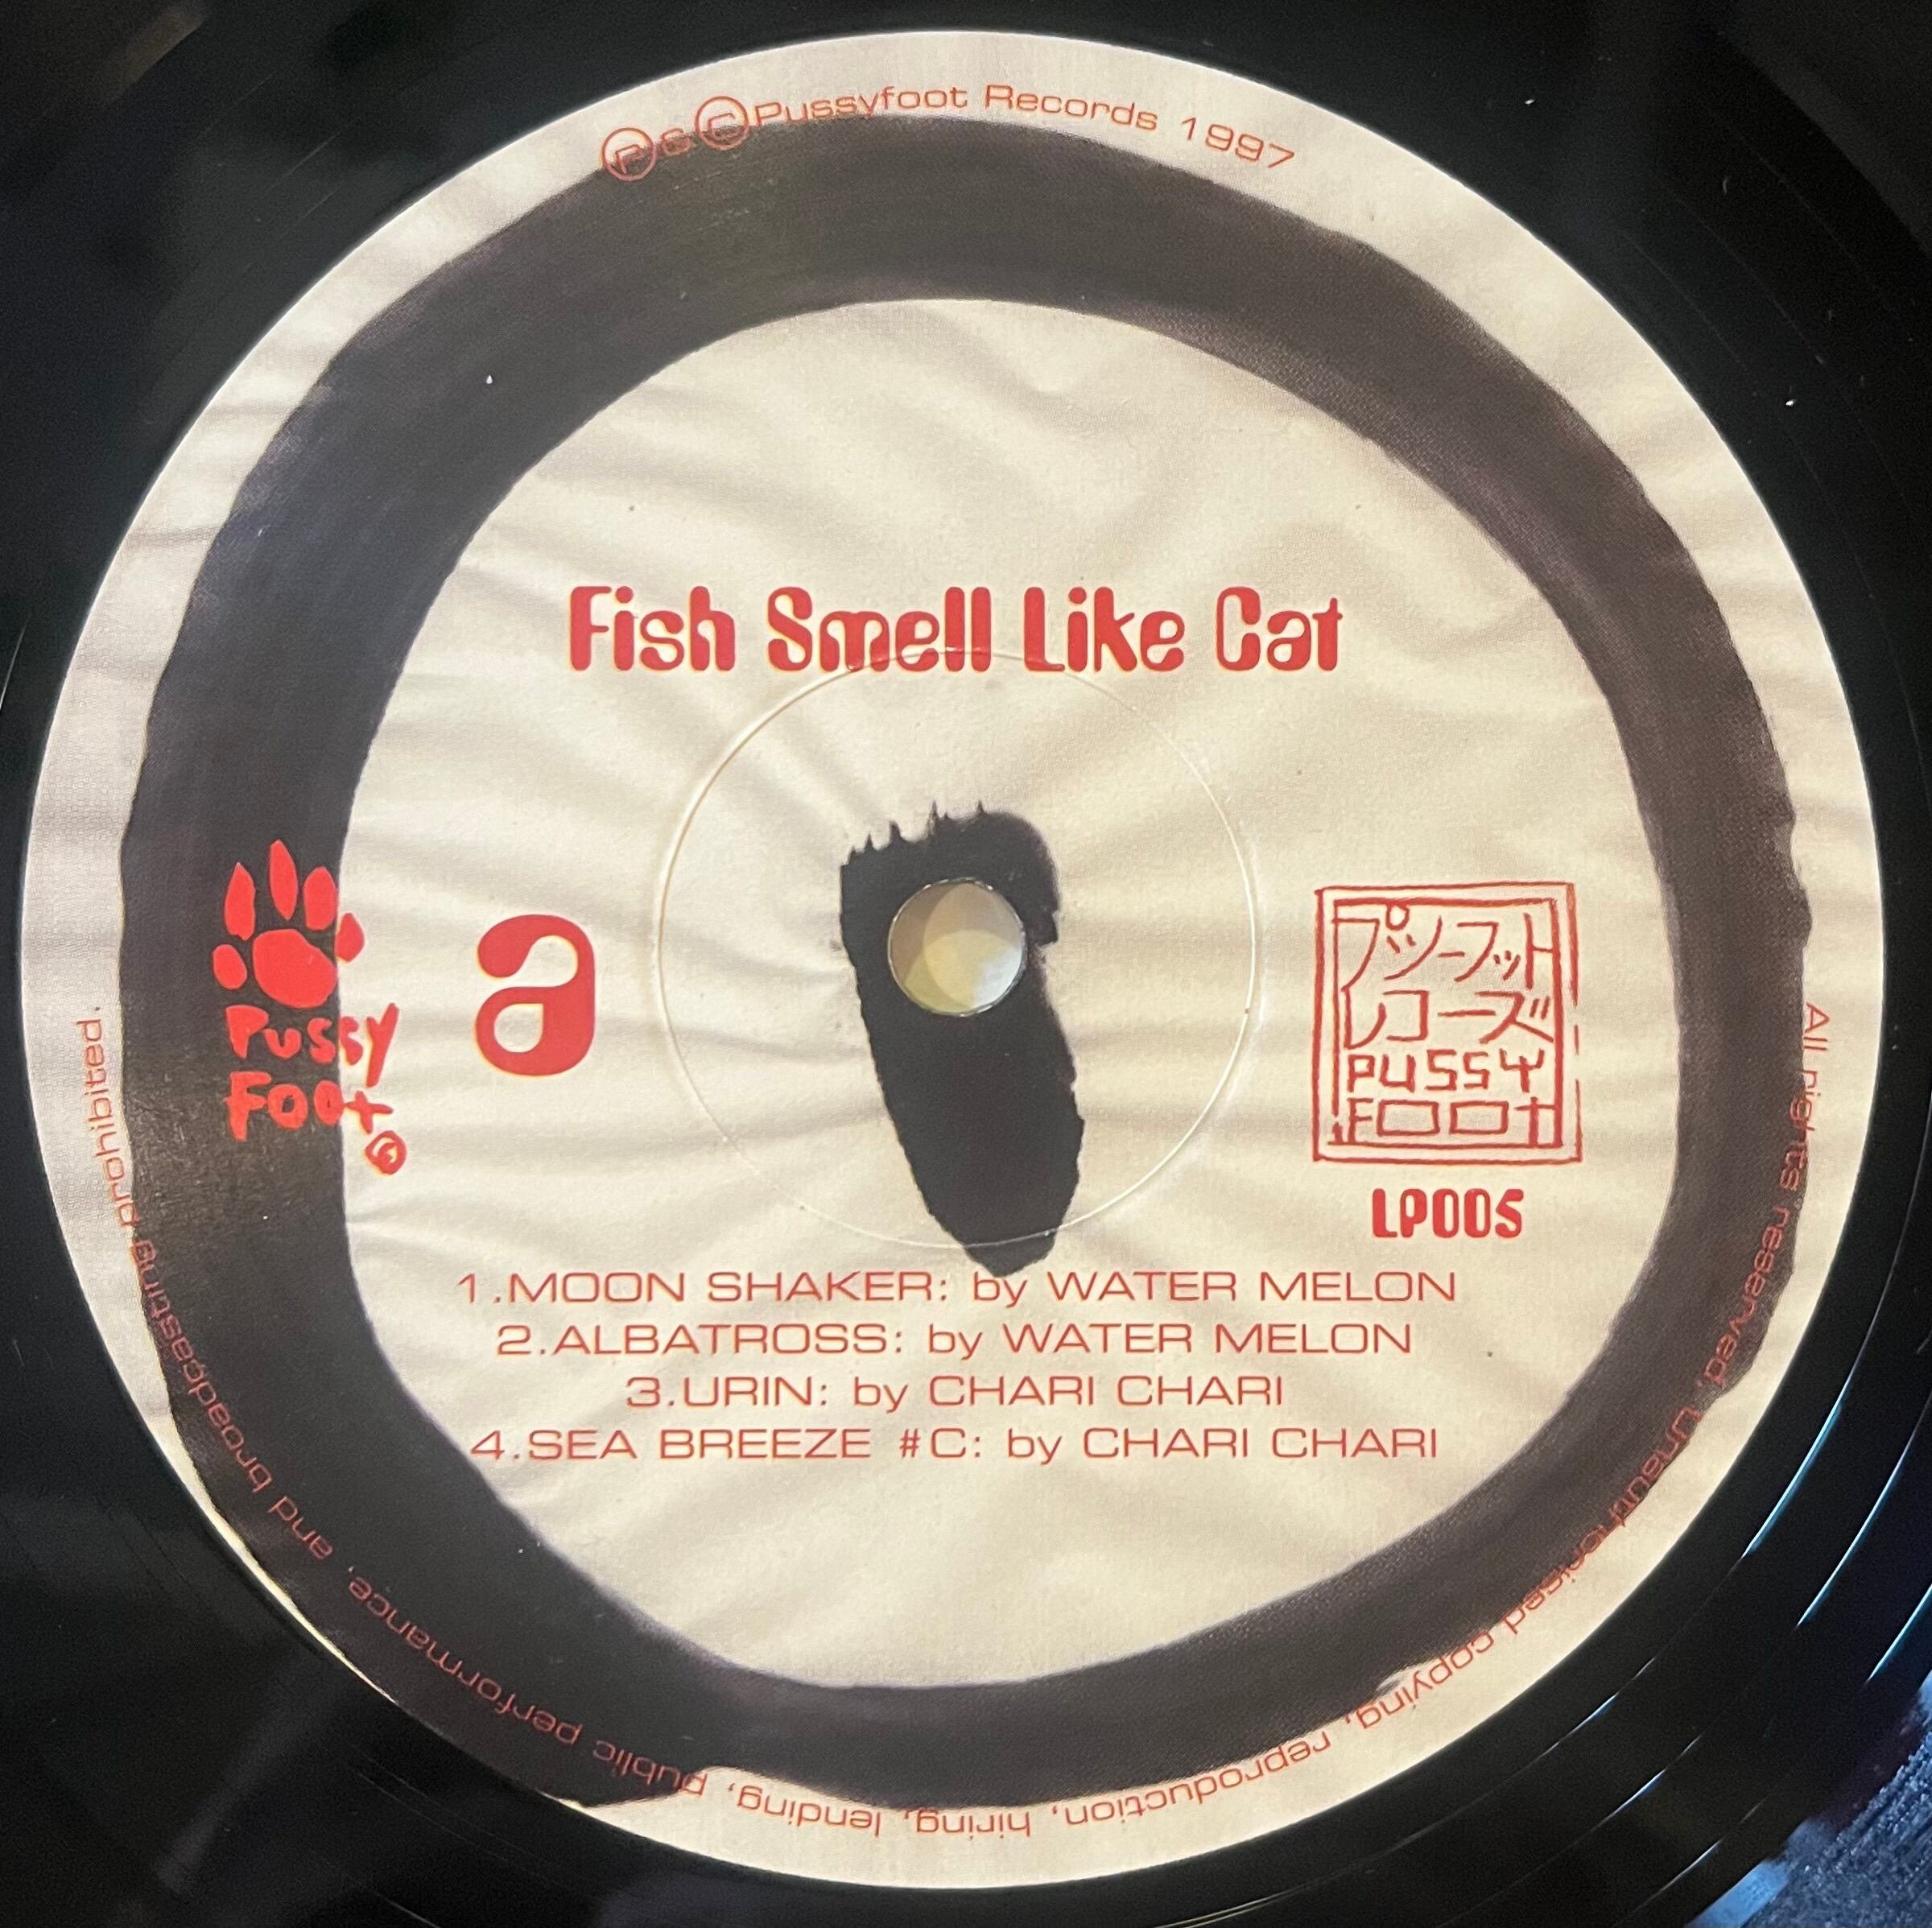 Ⓟ & Ⓒ Pussyfoot Records 1997
Fish Smell Like Cat
PUSSY
FOOT ©
a
プッシーフット
レコーズ
PUSSY
FOOT
LP005
1.MOON SHAKER: by WATER MELON
2.ALBATROSS: by WATER MELON
3.URIN: by CHARI CHARI
4.SEA BREEZE #C: by CHARI CHARI
All rights reserved. Unauthorised copying, reproduction, hiring, lending, public performance, and broadcasting prohibited.